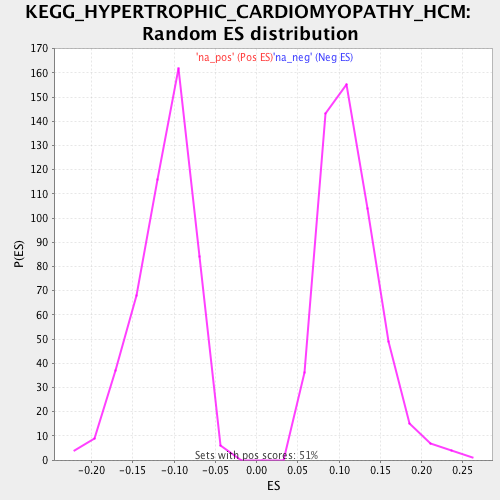 KEGG_HYPERTROPHIC_CARDIOMYOPATHY_HCM:
Random ES distribution
'na_pos' (Pos ES)'na_neg' (Neg ES)
170
160
150
140
130
120
110
100
90
80
70
60
50
40
30
20
10
0
P(ES)
Sets with pos scores: 51%
-0.20 -0.15 -0.10 -0.05 0.00 0.05 0.10 0.15 0.20 0.25
ES